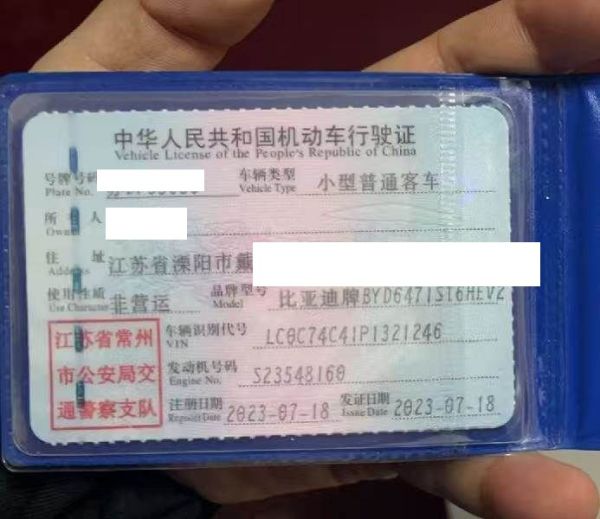 中华人民共和国机动车行驶证
Vehicle License of the People's Republic of China
号牌号码 Plate No. 车辆类型 Vehicle Type 小型普通客车
所 人 Owner
住 址 Address 江苏省溧阳市戴
使用性质 Use Character 非营运 品牌型号 Model 比亚迪牌BYD6471ST6HEV2
江苏省常州
市公安局交
通警察支队
车辆识别代号 VIN LC0C74C41P1321246
发动机号码 Engine No. S23548160
注册日期 Register Date 2023-07-18 发证日期 Issue Date 2023-07-18